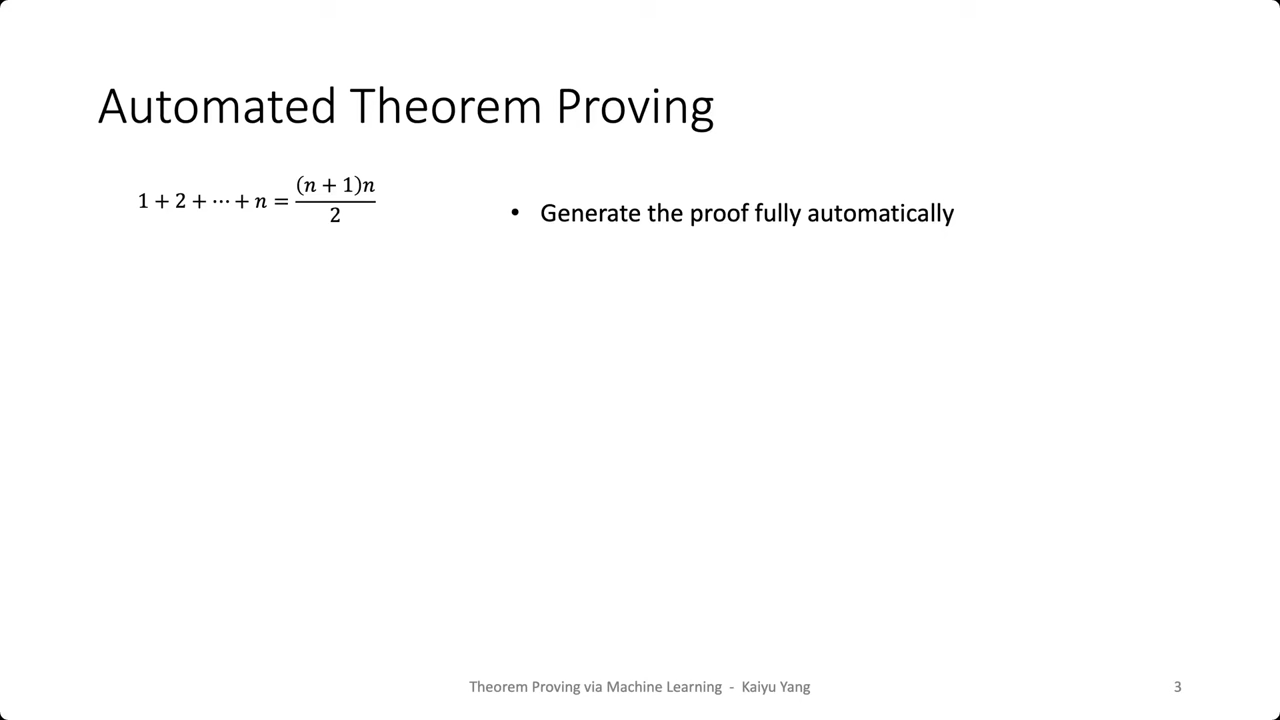 Automated Theorem Proving
1 + 2 + ⋯ + n = (n + 1)n / 2
• Generate the proof fully automatically
Theorem Proving via Machine Learning - Kaiyu Yang
3